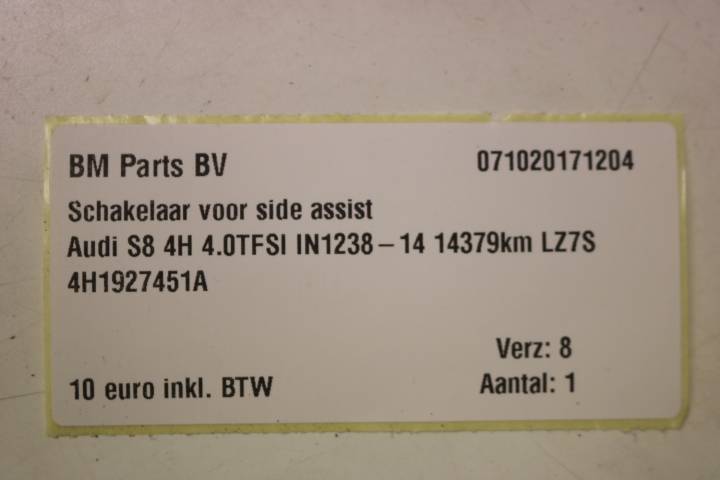 BM Parts BV 071020171204
Schakelaar voor side assist
Audi S8 4H 4.0TFSI IN1238-14 14379km LZ7S
4H1927451A
Verz: 8
10 euro inkl. BTW Aantal: 1